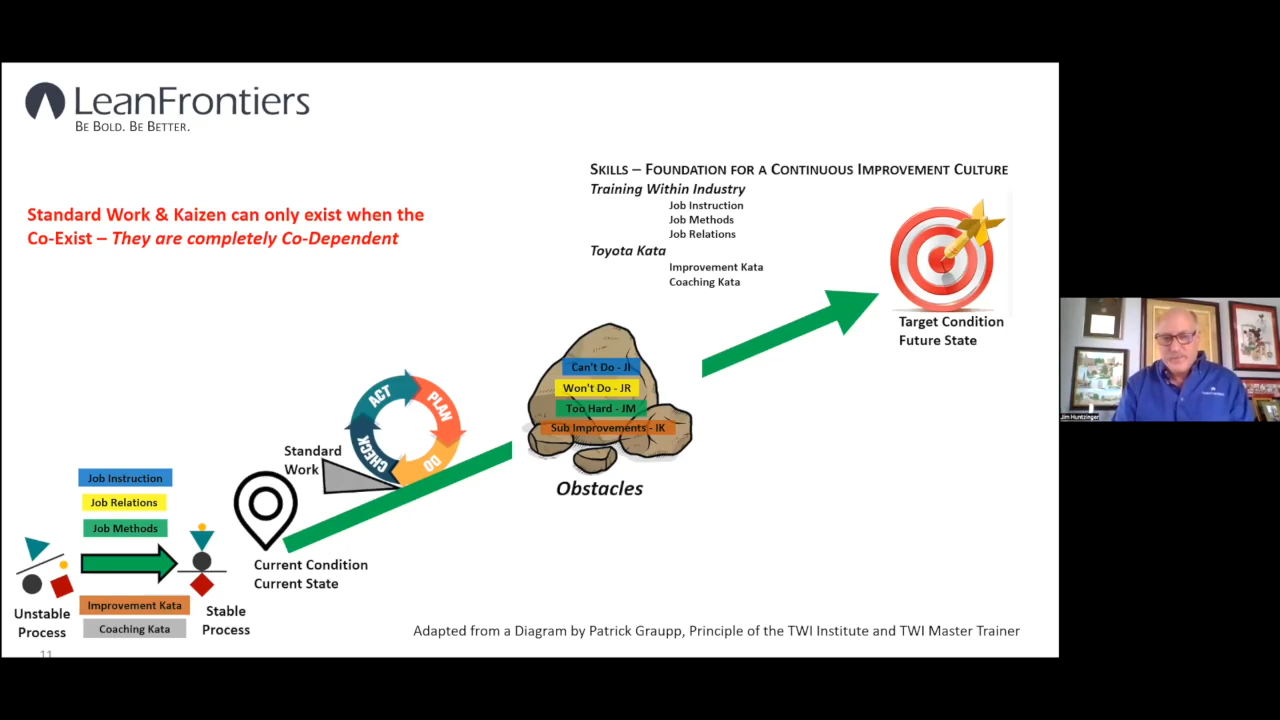 LeanFrontiers
BE BOLD. BE BETTER.
SKILLS – FOUNDATION FOR A CONTINUOUS IMPROVEMENT CULTURE
Training Within Industry
Job Instruction
Job Methods
Job Relations
Toyota Kata
Improvement Kata
Coaching Kata
Standard Work & Kaizen can only exist when the
Co-Exist – They are completely Co-Dependent
Target Condition
Future State
Can't Do - JI
Won't Do - JR
Too Hard - JM
Sub Improvements - IK
Obstacles
ACT
PLAN
DO
CHECK
Standard
Work
Current Condition
Current State
Job Instruction
Job Relations
Job Methods
Improvement Kata
Coaching Kata
Unstable
Process
Stable
Process
Adapted from a Diagram by Patrick Graupp, Principle of the TWI Institute and TWI Master Trainer
11
Jim Huntzinger